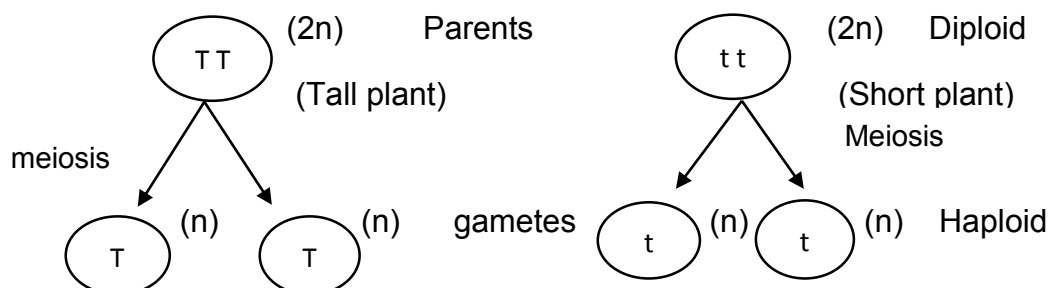 (2n) Parents (2n) Diploid
T T t t
(Tall plant) (Short plant)
meiosis Meiosis
(n) (n) gametes (n) (n) Haploid
T T t t